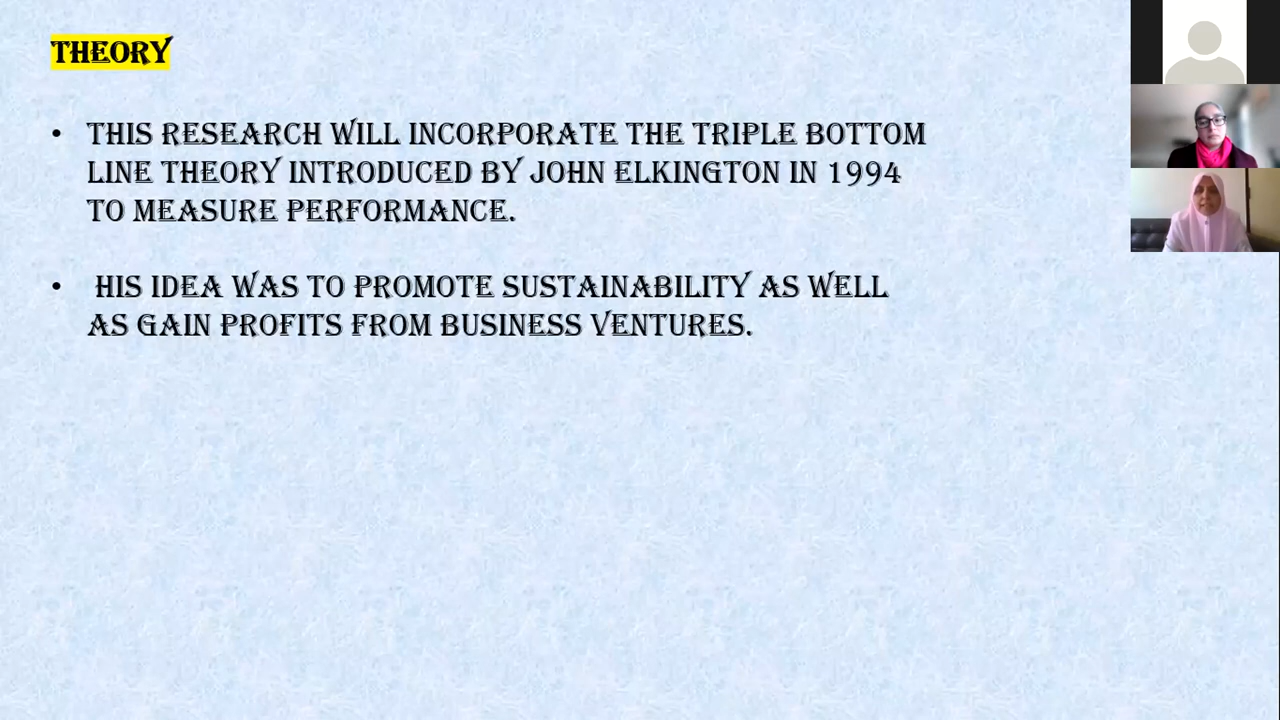 THEORY
• THIS RESEARCH WILL INCORPORATE THE TRIPLE BOTTOM
LINE THEORY INTRODUCED BY JOHN ELKINGTON IN 1994
TO MEASURE PERFORMANCE.
• HIS IDEA WAS TO PROMOTE SUSTAINABILITY AS WELL
AS GAIN PROFITS FROM BUSINESS VENTURES.